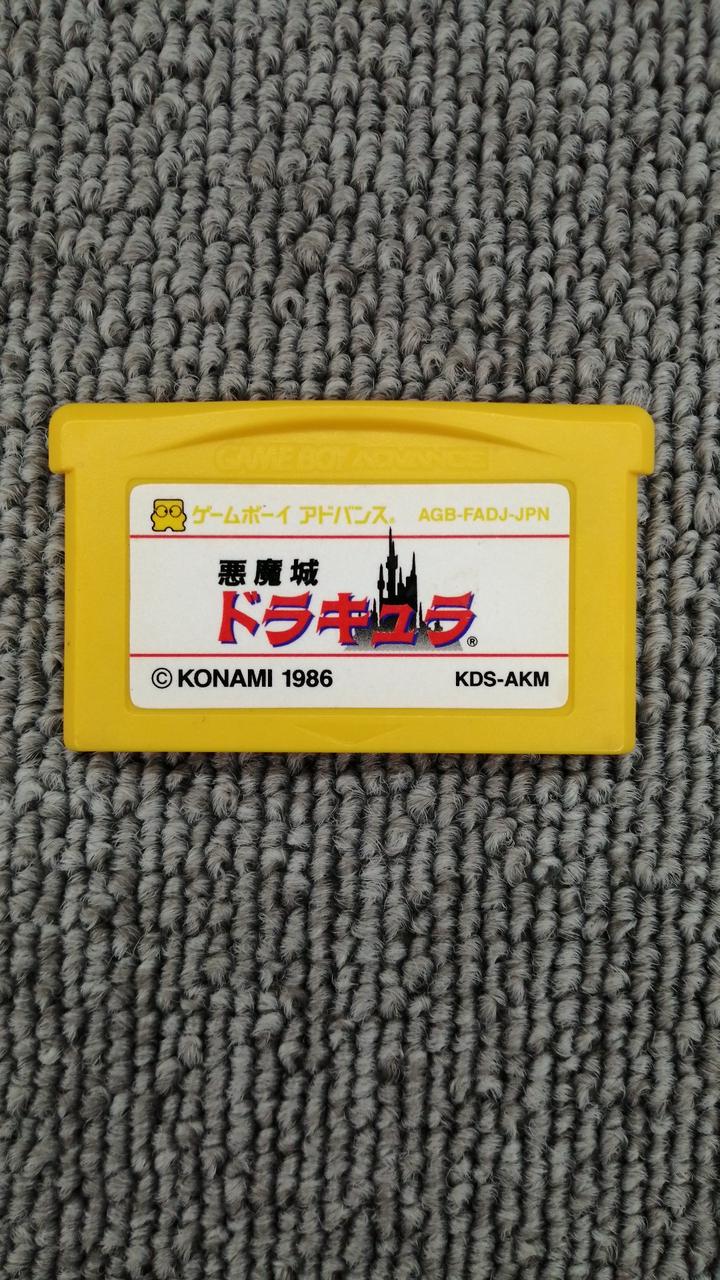 GAME BOY ADVANCE
ゲームボーイ アドバンス® AGB-FADJ-JPN
悪魔城
ドラキュラ®
© KONAMI 1986 KDS-AKM